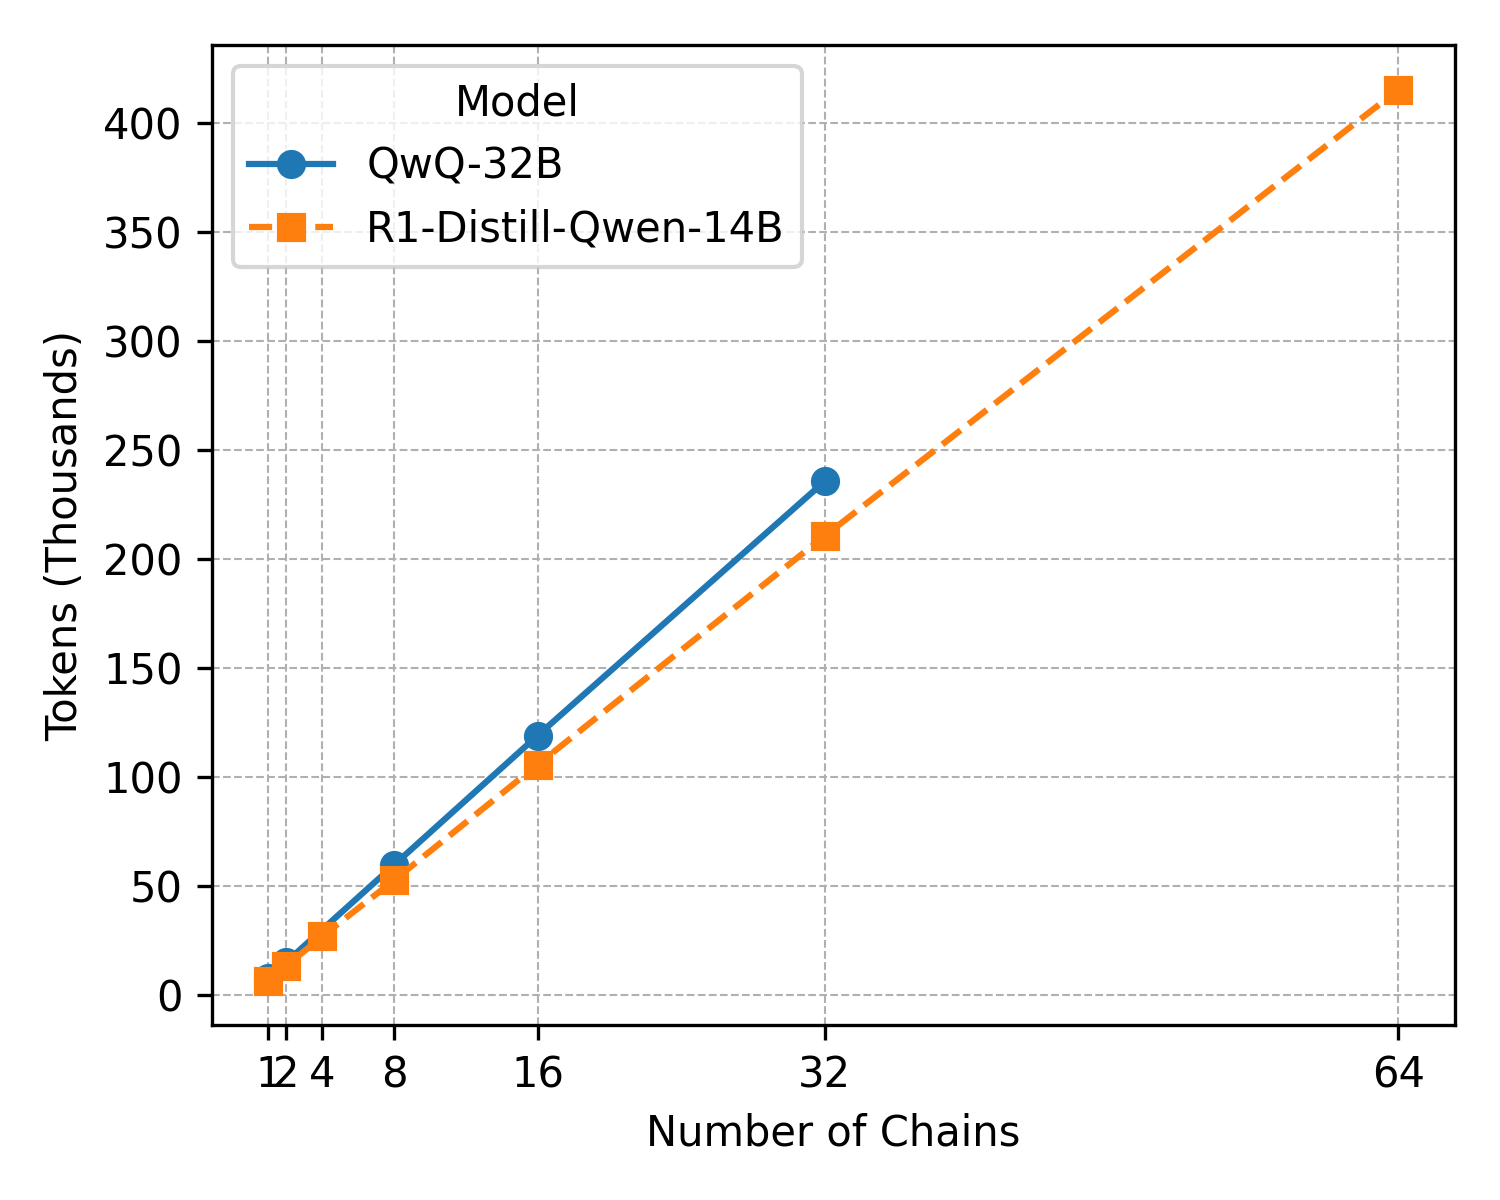 Model
QwQ-32B
R1-Distill-Qwen-14B
400
350
300
250
200
150
100
50
0
Tokens (Thousands)
1 2 4 8 16 32 64
Number of Chains